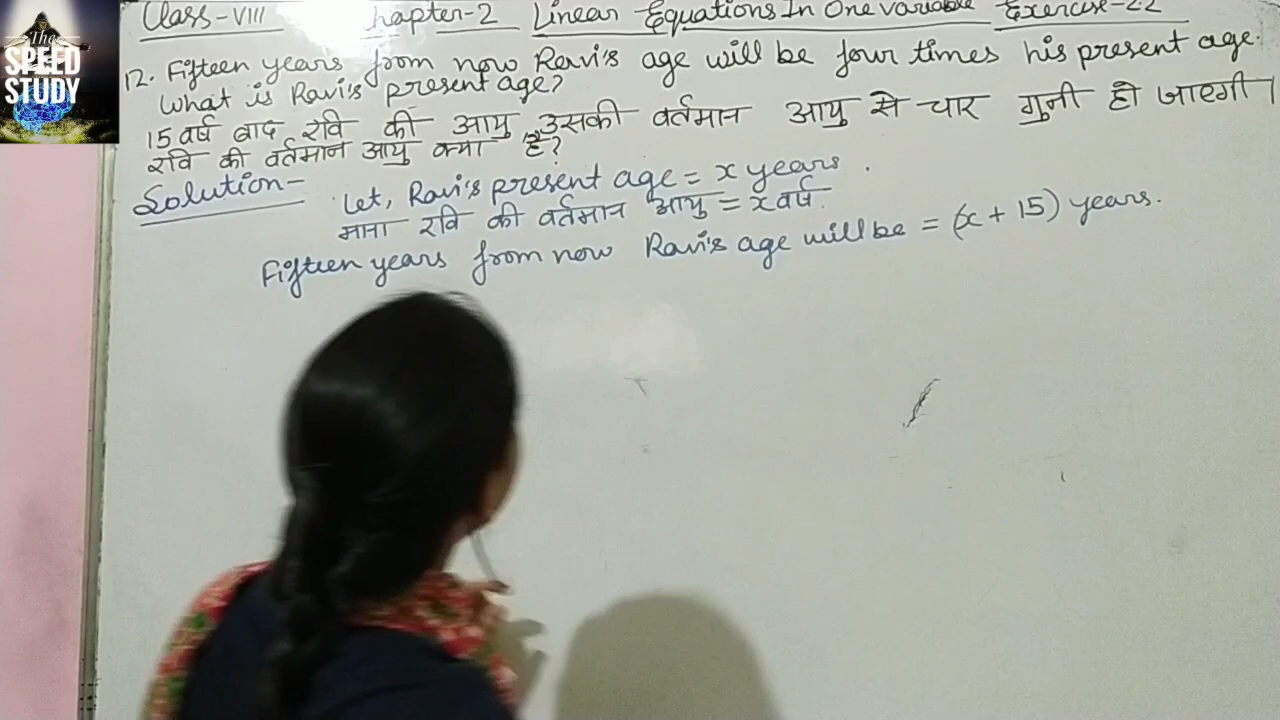 The
SPEED
STUDY
Class-VIII Chapter-2 Linear Equations In One variable Exercise-2.2
12. Fifteen years from now Ravi's age will be four times his present age.
What is Ravi's present age?
15 वर्ष बाद रवि की आयु उसकी वर्तमान आयु से चार गुनी हो जाएगी।
रवि की वर्तमान आयु क्या है?
Solution- Let, Ravi's present age = x years.
माना रवि की वर्तमान आयु = x वर्ष.
Fifteen years from now Ravi's age will be = (x + 15) years.